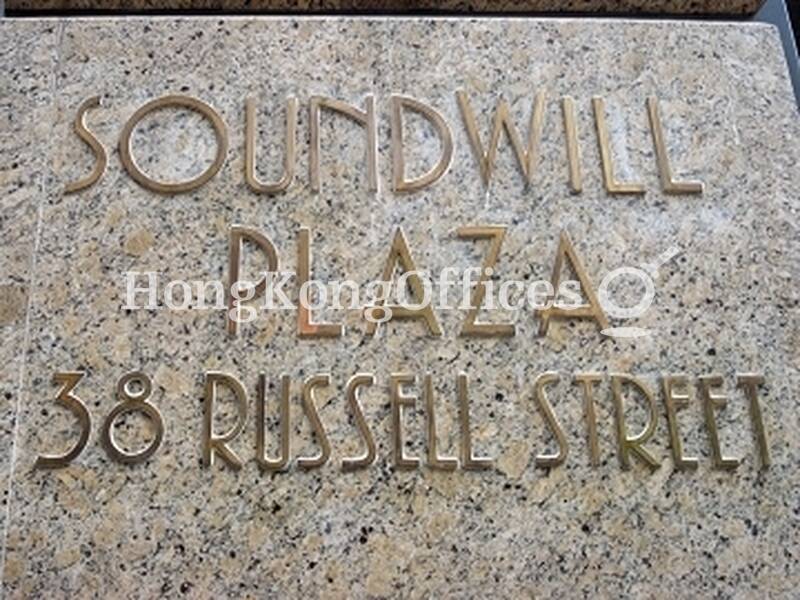 SOUNDWILL
PLAZA
HongKongOffices
38 RUSSELL STREET